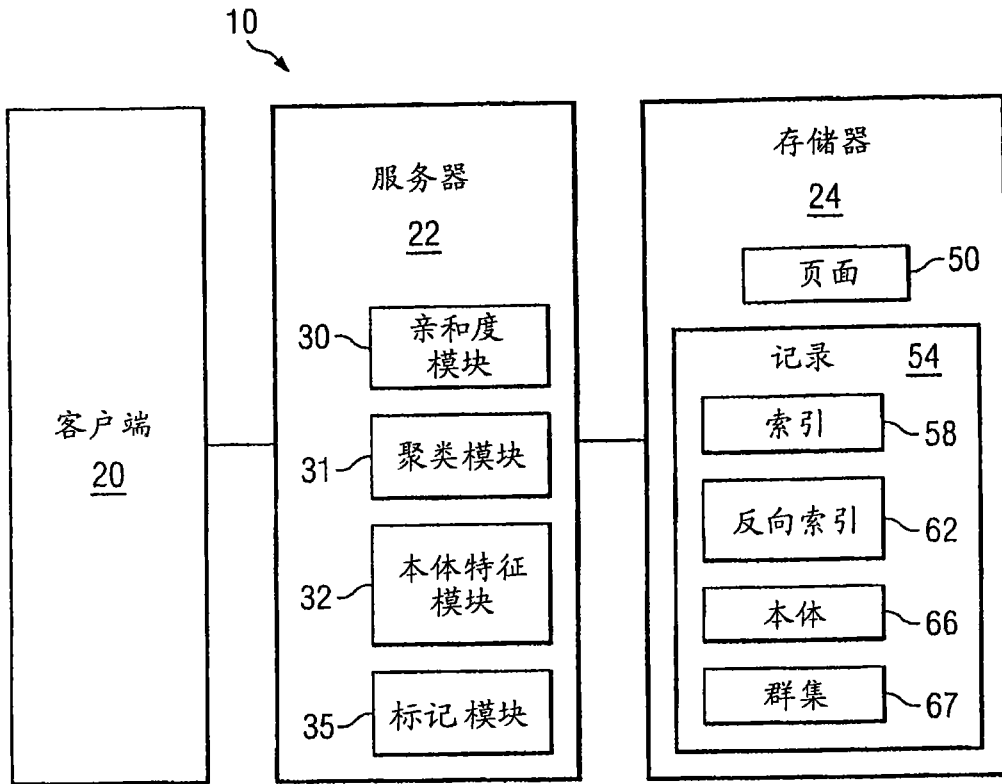 10
客户端
20
服务器
22
30
亲和度
模块
31
聚类模块
32
本体特征
模块
35
标记模块
存储器
24
页面
50
记录
54
索引
58
反向索引
62
本体
66
群集
67